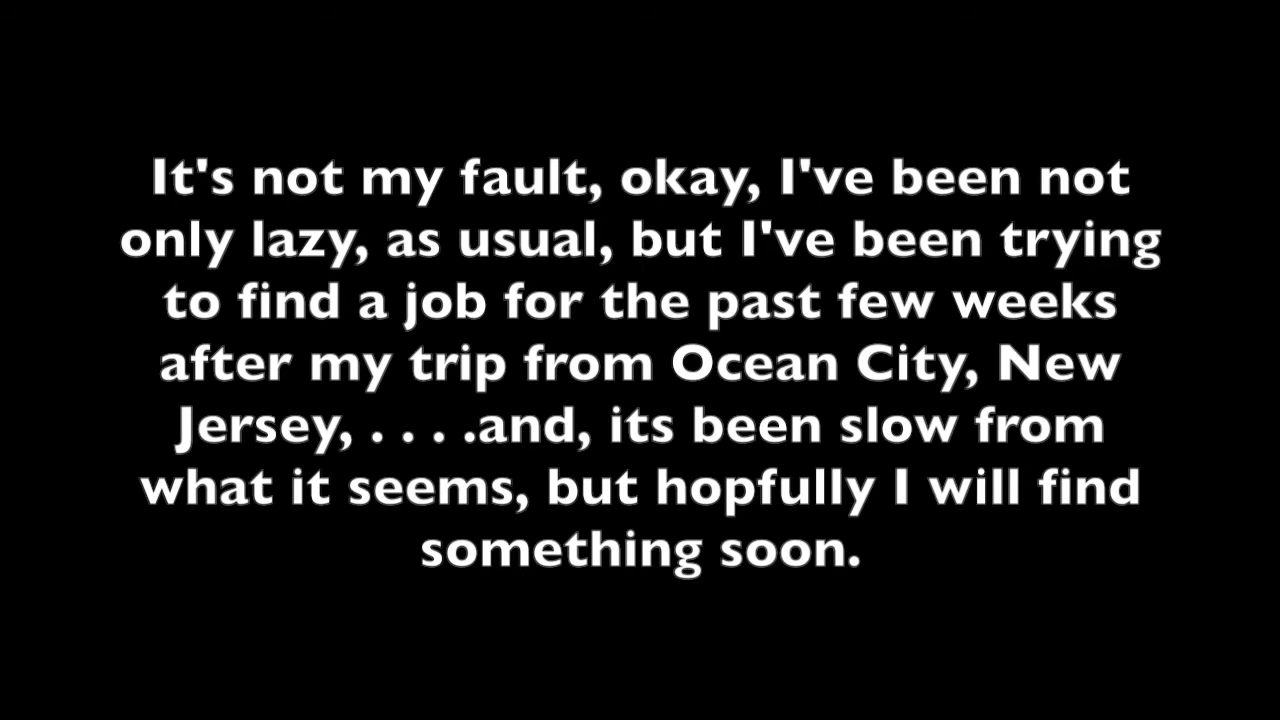 It's not my fault, okay, I've been not
only lazy, as usual, but I've been trying
to find a job for the past few weeks
after my trip from Ocean City, New
Jersey, . . . .and, its been slow from
what it seems, but hopfully I will find
something soon.